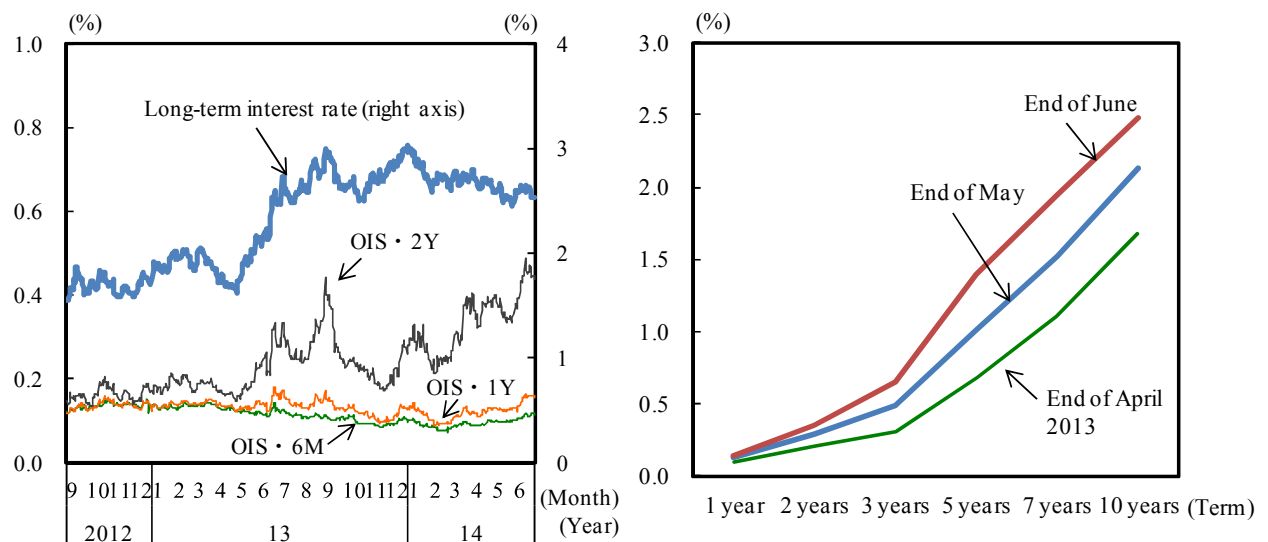 (%)
(%)
1.0
0.8
0.6
0.4
0.2
0.0
4
3
2
1
0
Long-term interest rate (right axis)
OIS・2Y
OIS・1Y
OIS・6M
9 10 11 12 1 2 3 4 5 6 7 8 9 10 11 12 1 2 3 4 5 6 (Month)
2012 13 14 (Year)
(%)
3.0
2.5
2.0
1.5
1.0
0.5
0.0
End of June
End of May
End of April
2013
1 year 2 years 3 years 5 years 7 years 10 years (Term)